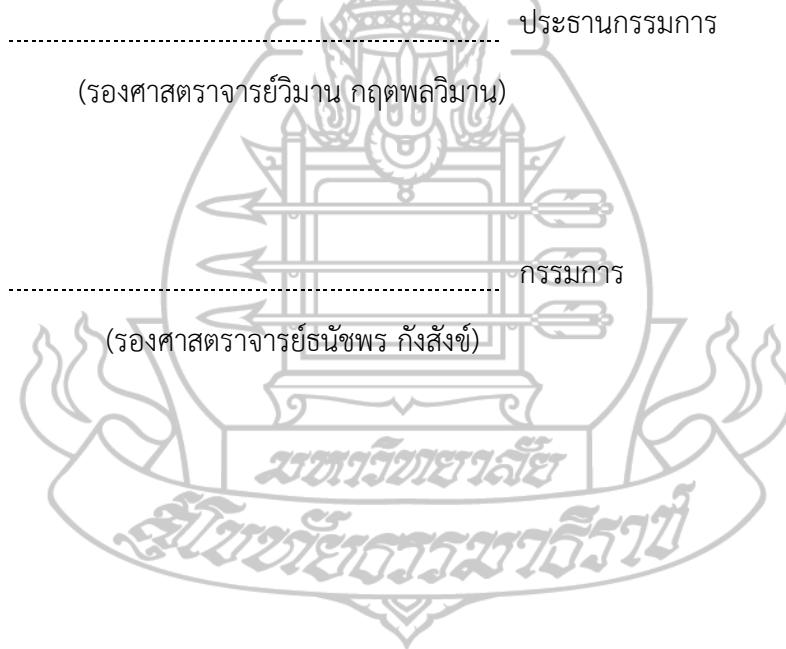 ประธานกรรมการ
(รองศาสตราจารย์วิมาน กฤตพลวิมาน)
กรรมการ
(รองศาสตราจารย์ธนัชพร กังสังข์)
มหาวิทยาลัย
สุโขทัยธรรมาธิราช